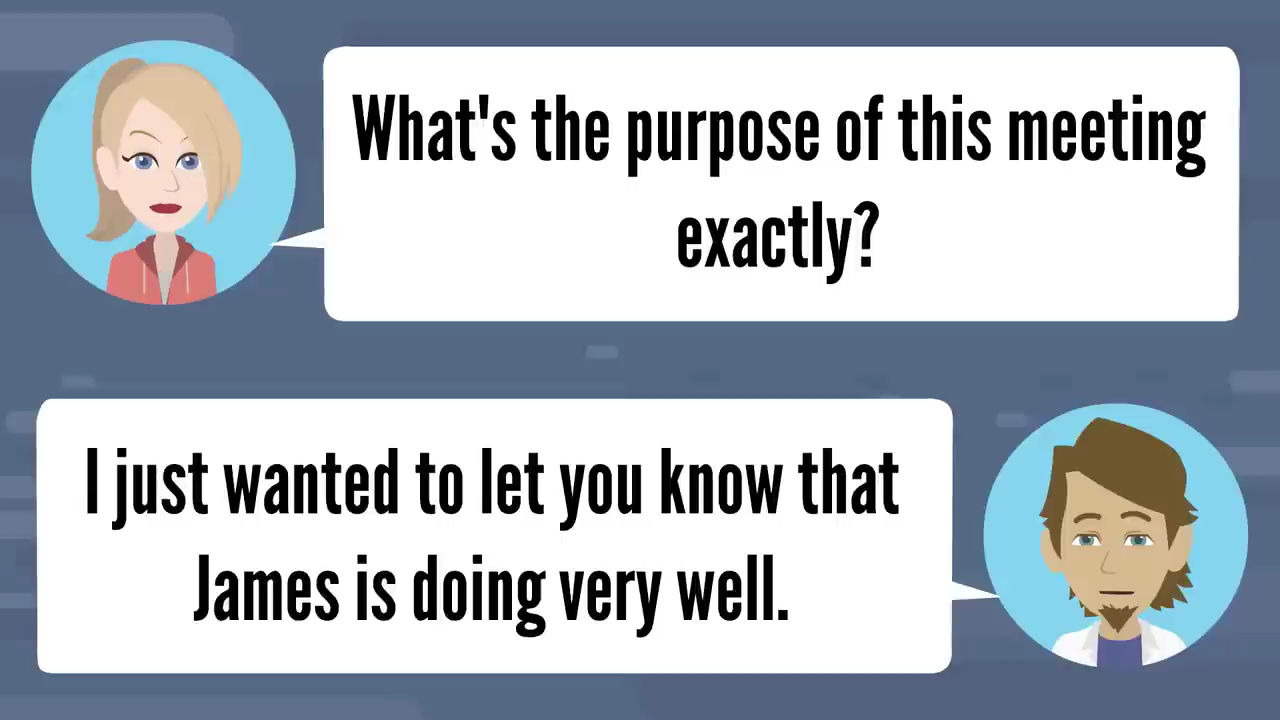 What's the purpose of this meeting
exactly?
I just wanted to let you know that
James is doing very well.